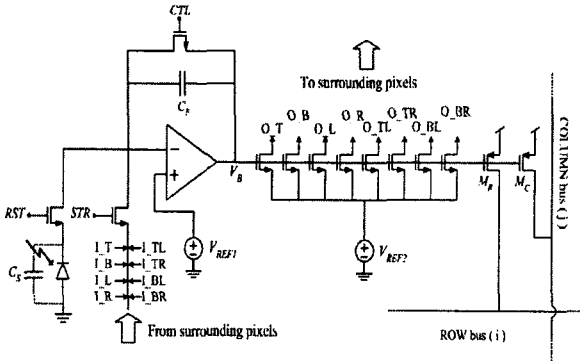 CTL
C_F
To surrounding pixels
O_T O_B O_L O_R O_TL O_TR O_BL O_BR
V_B
M_R M_C
COLUMN bus ( j )
RST STR
V_REF1
V_REF2
C_S
I_T I_TL
I_B I_TR
I_L I_BL
I_R I_BR
From surrounding pixels
ROW bus ( i )